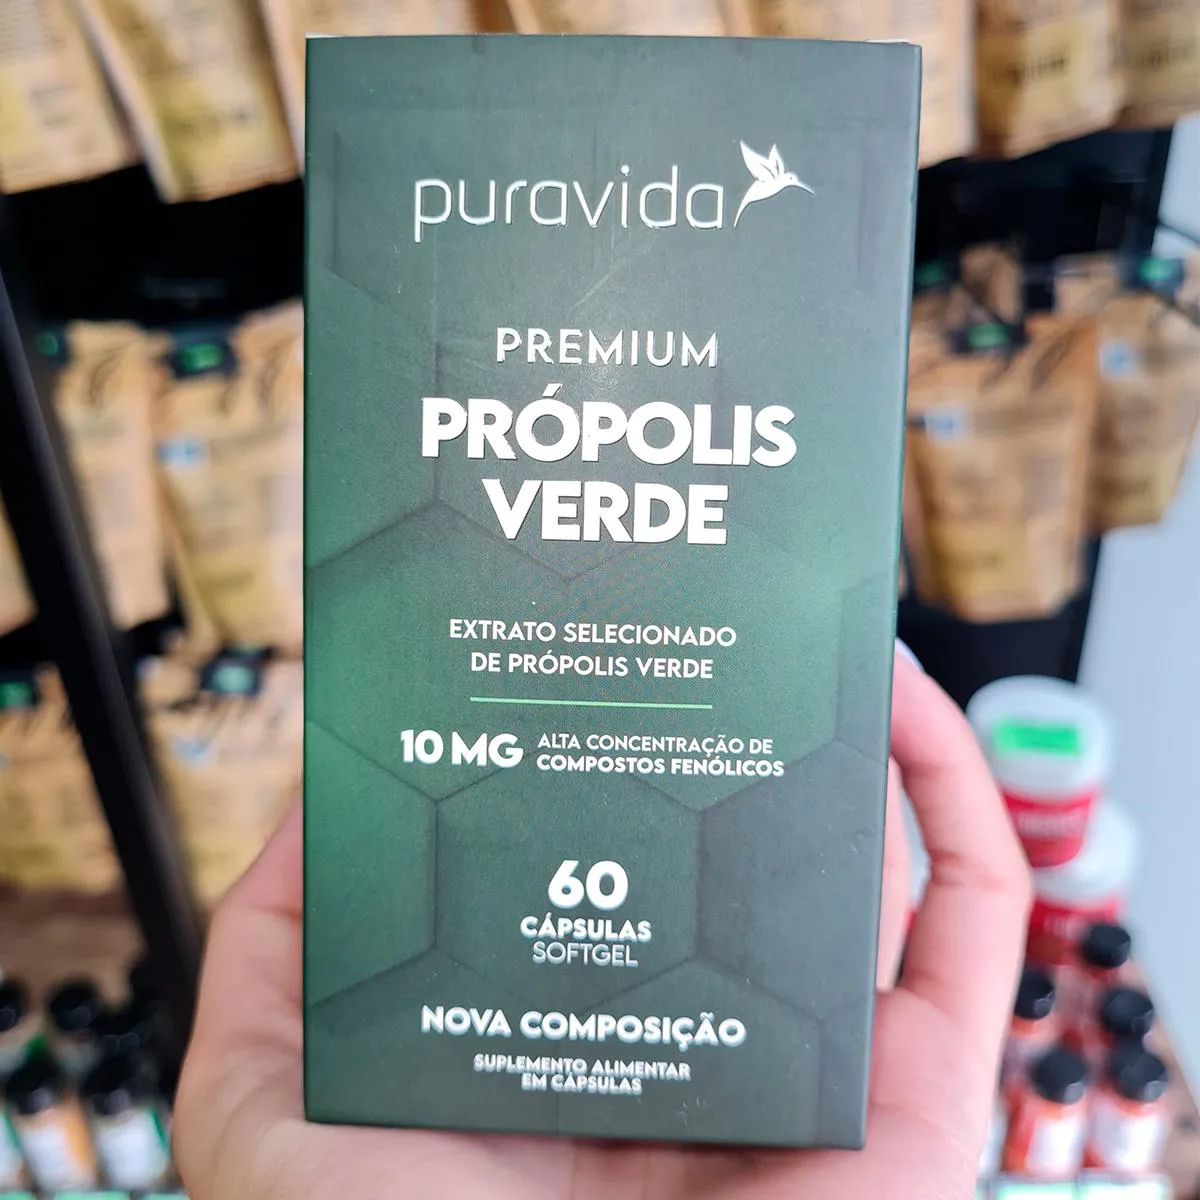 puravida
PREMIUM
PRÓPOLIS
VERDE
EXTRATO SELECIONADO
DE PRÓPOLIS VERDE
10 MG ALTA CONCENTRAÇÃO DE
COMPOSTOS FENÓLICOS
60
CÁPSULAS
SOFTGEL
NOVA COMPOSIÇÃO
SUPLEMENTO ALIMENTAR
EM CÁPSULAS